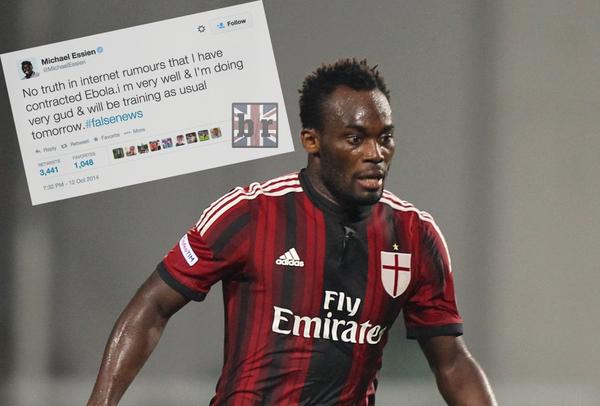 Michael Essien
@MichaelEssien
Follow
No truth in internet rumours that I have
contracted Ebola.i m very well & I'm doing
very gud & will be training as usual
tomorrow.#falsenews
Reply Retweet Favorite More
RETWEETS FAVORITES
3,441 1,048
7:32 PM - 12 Oct 2014
br
adidas
Fly
Emirates